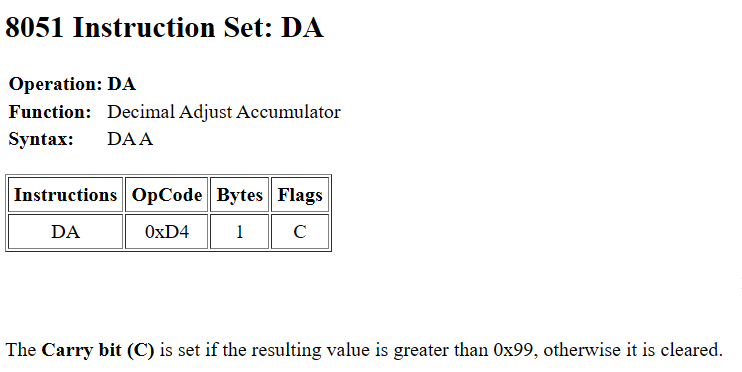 8051 Instruction Set: DA
Operation: DA
Function: Decimal Adjust Accumulator
Syntax: DA A
Instructions OpCode Bytes Flags
DA 0xD4 1 C
The Carry bit (C) is set if the resulting value is greater than 0x99, otherwise it is cleared.